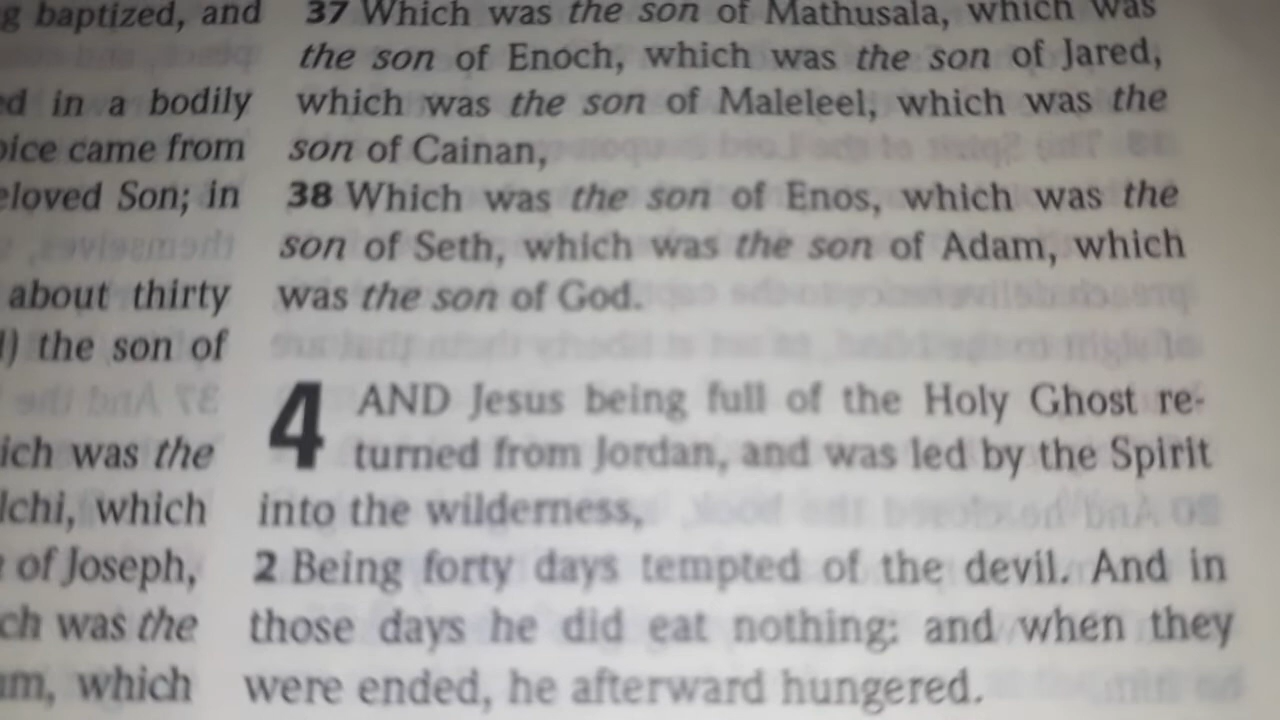 g baptized, and
ed in a bodily
oice came from
eloved Son; in
about thirty
l) the son of
ich was the
lchi, which
of Joseph,
ch was the
am, which
37 Which was the son of Mathusala, which was
the son of Enoch, which was the son of Jared,
which was the son of Maleleel; which was the
son of Cainan,
38 Which was the son of Enos, which was the
son of Seth, which was the son of Adam, which
was the son of God.
4 AND Jesus being full of the Holy Ghost re-
turned from Jordan, and was led by the Spirit
into the wilderness,
2 Being forty days tempted of the devil. And in
those days he did eat nothing: and when they
were ended, he afterward hungered.